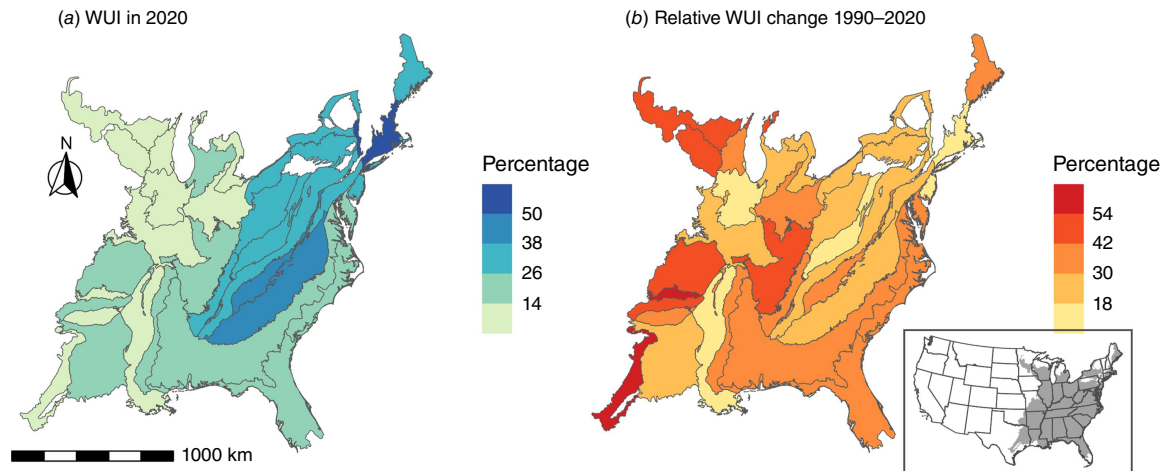 (a) WUI in 2020
(b) Relative WUI change 1990–2020
N
Percentage
50
38
26
14
Percentage
54
42
30
18
1000 km